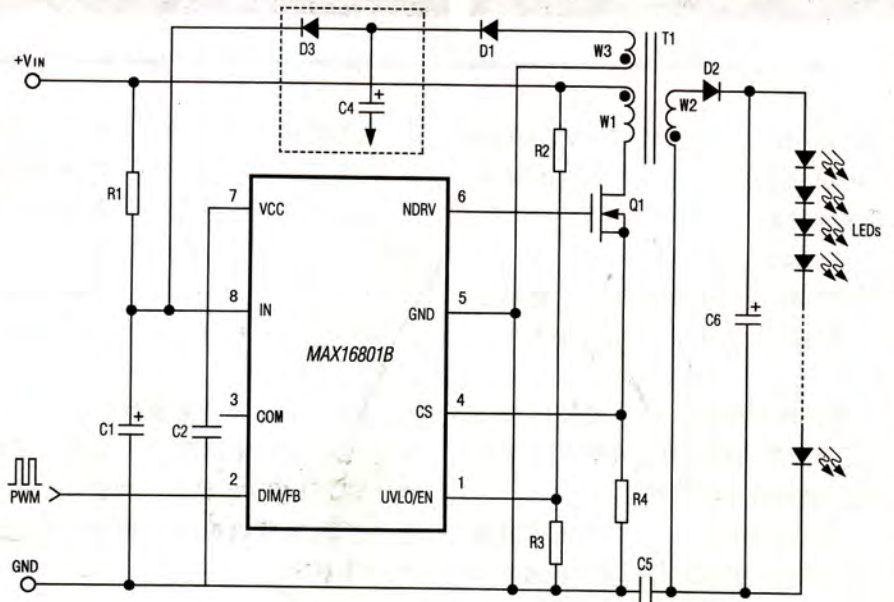 W3
T1
D3
D1
+VIN
D2
C4
W1
W2
R2
R1
7
VCC
6
NDRV
Q1
LEDs
8
IN
5
GND
C6
MAX16801B
3
COM
4
CS
C1
C2
PWM
2
DIM/FB
1
UVLO/EN
R4
R3
C5
GND